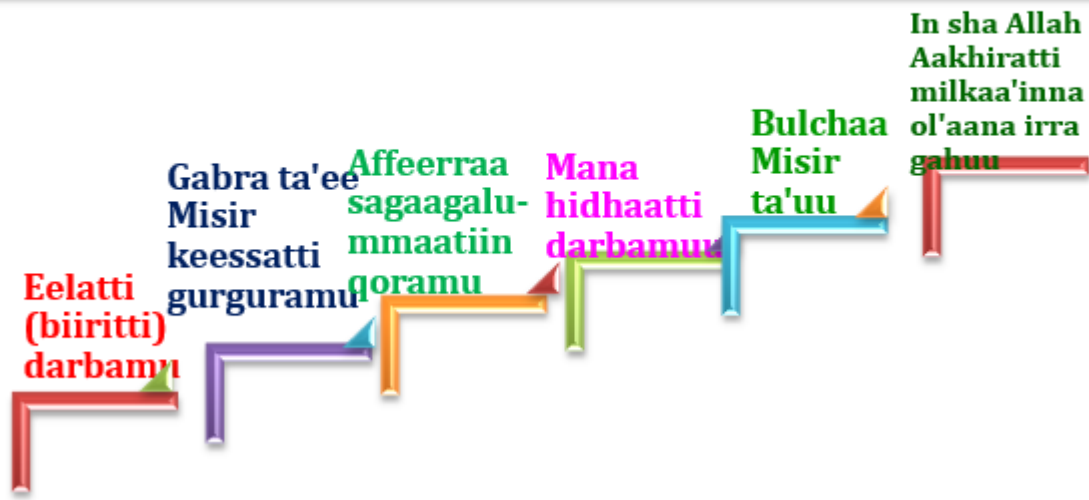 Eelatti
(biiritti)
darbamu
Gabra ta'ee
Misir
keessatti
gurguramu
Affeerraa
sagaagalu-
mmaatiin
qoramu
Mana
hidhaatti
darbamuu
Bulchaa
Misir
ta'uu
In sha Allah
Aakhiratti
milkaa'inna
ol'aana irra
gahuu